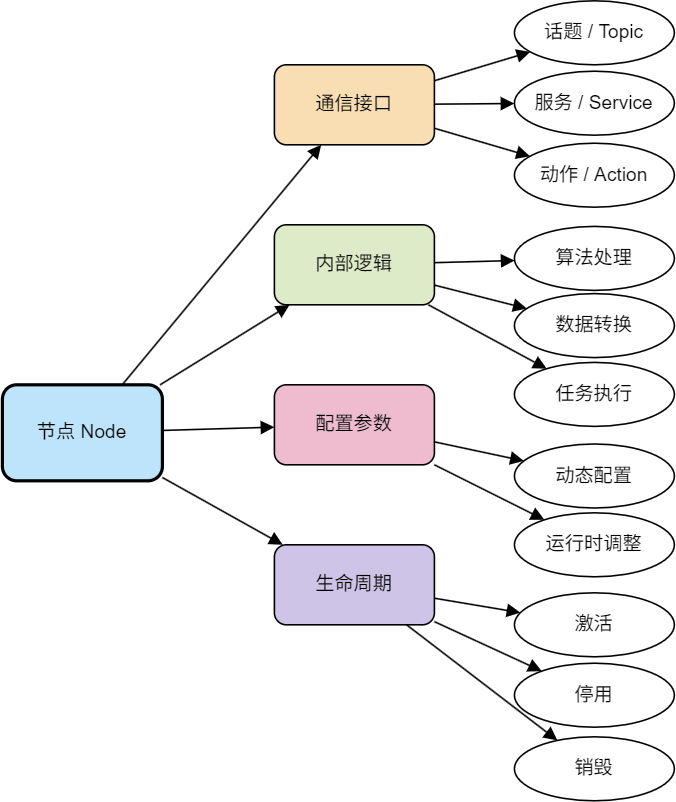 节点 Node
通信接口
话题 / Topic
服务 / Service
动作 / Action
内部逻辑
算法处理
数据转换
任务执行
配置参数
动态配置
运行时调整
生命周期
激活
停用
销毁